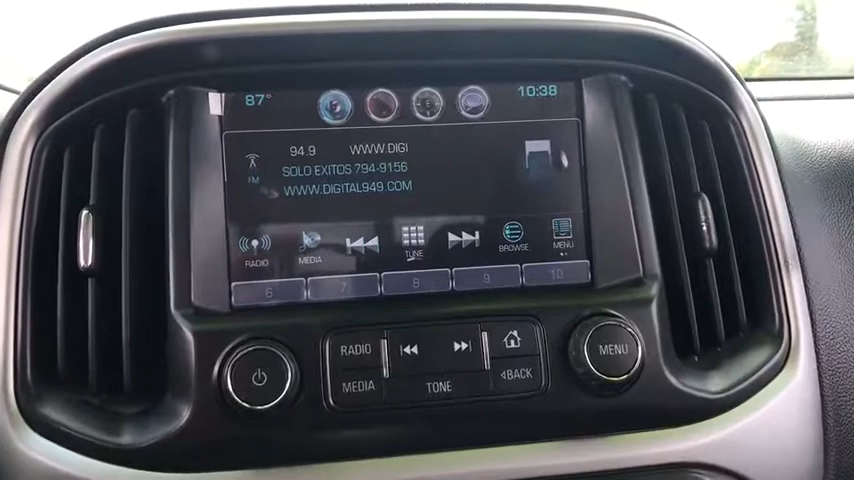 87° 10:38
94.9 WWW.DIGI
FM SOLO EXITOS 794-9156
WWW.DIGITAL949.COM
RADIO MEDIA TUNE BROWSE MENU
6 7 8 9 10
RADIO MENU
MEDIA TONE BACK